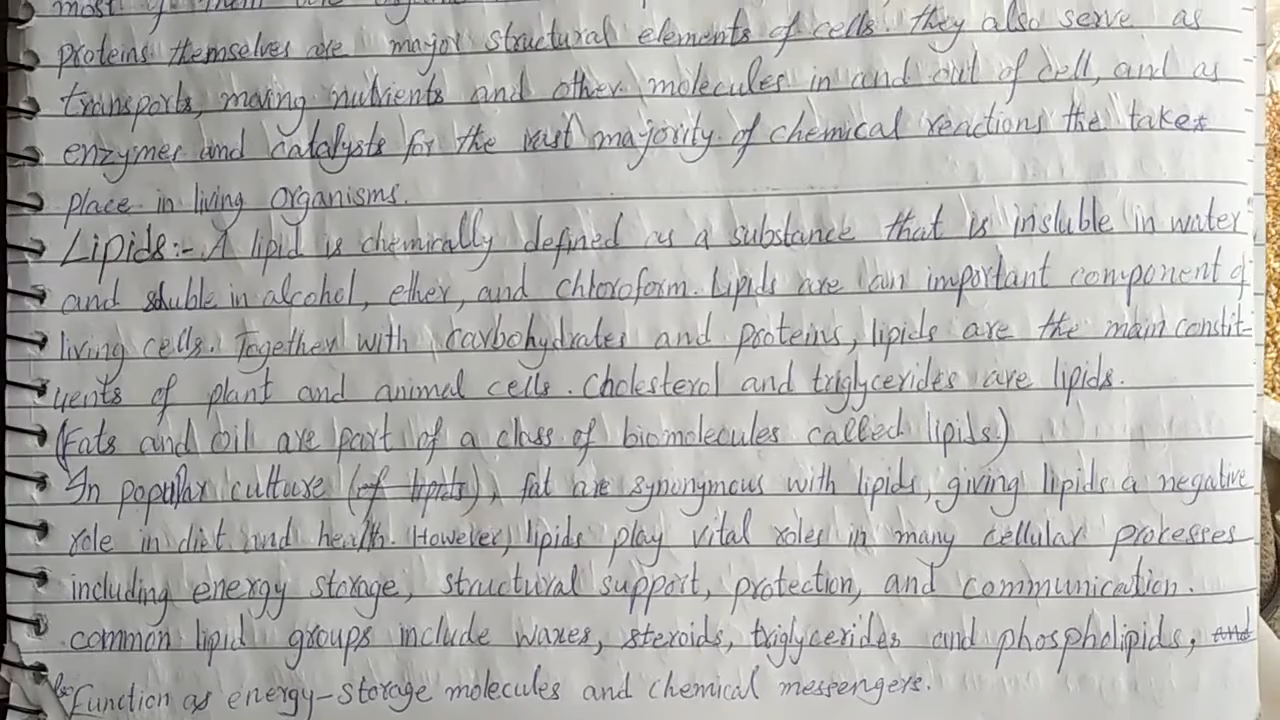 most of them are
proteins themselves are major structural elements of cells. they also serve as
transports, moving nutrients and other molecules in and out of cell, and as
enzymes and catalysts for the vast majority of chemical reactions the takes
place in living organisms.
Lipids:- A lipid is chemically defined as a substance that is insluble in water
and soluble in alcohol, ether, and chloroform. Lipids are an important component of
living cells. Together with carbohydrates and proteins, lipids are the main constit-
uents of plant and animal cells. Cholesterol and triglycerides are lipids.
(Fats and oil are part of a class of biomolecules called lipids.)
In popular culture (of lipids), fat are synonymous with lipids, giving lipids a negative
role in diet and health. However, lipids play vital roles in many cellular processes
including energy storage, structural support, protection, and communication.
common lipid groups include waxes, steroids, triglycerides and phospholipids, and
Function as energy-storage molecules and chemical messengers.